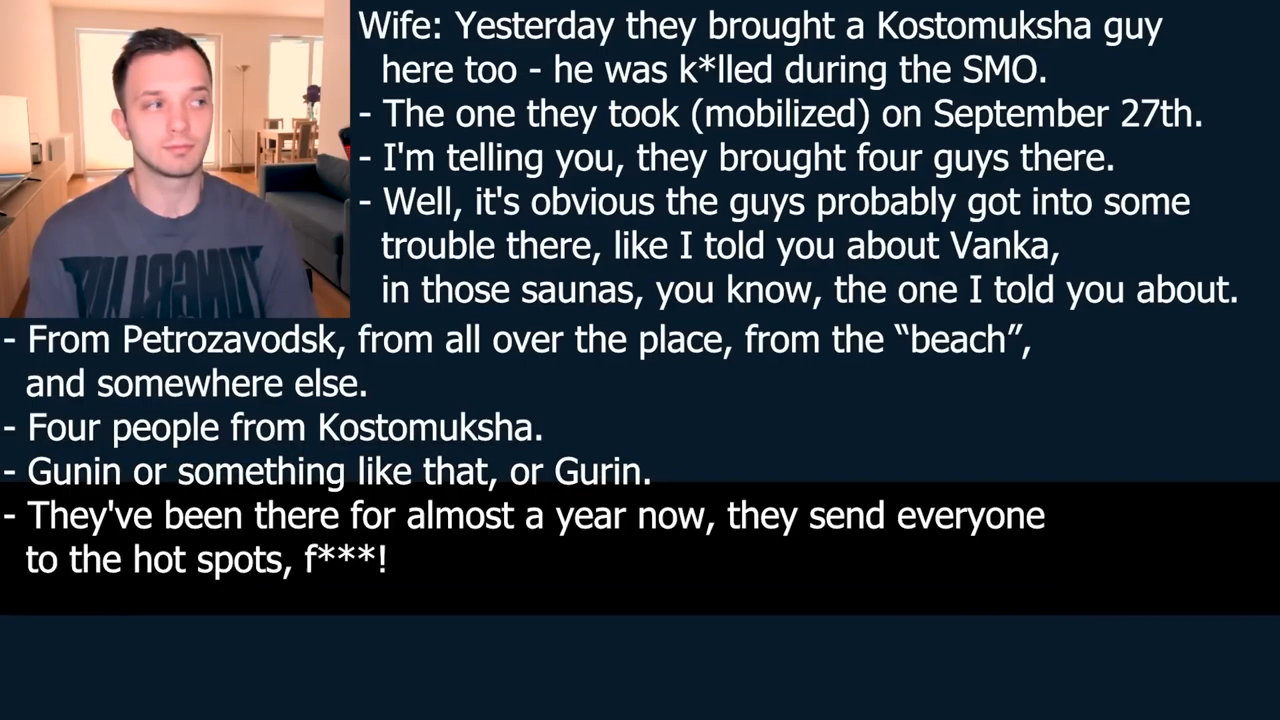 Wife: Yesterday they brought a Kostomuksha guy
here too - he was k*lled during the SMO.
- The one they took (mobilized) on September 27th.
- I'm telling you, they brought four guys there.
- Well, it's obvious the guys probably got into some
trouble there, like I told you about Vanka,
in those saunas, you know, the one I told you about.
- From Petrozavodsk, from all over the place, from the “beach”,
and somewhere else.
- Four people from Kostomuksha.
- Gunin or something like that, or Gurin.
- They've been there for almost a year now, they send everyone
to the hot spots, f***!